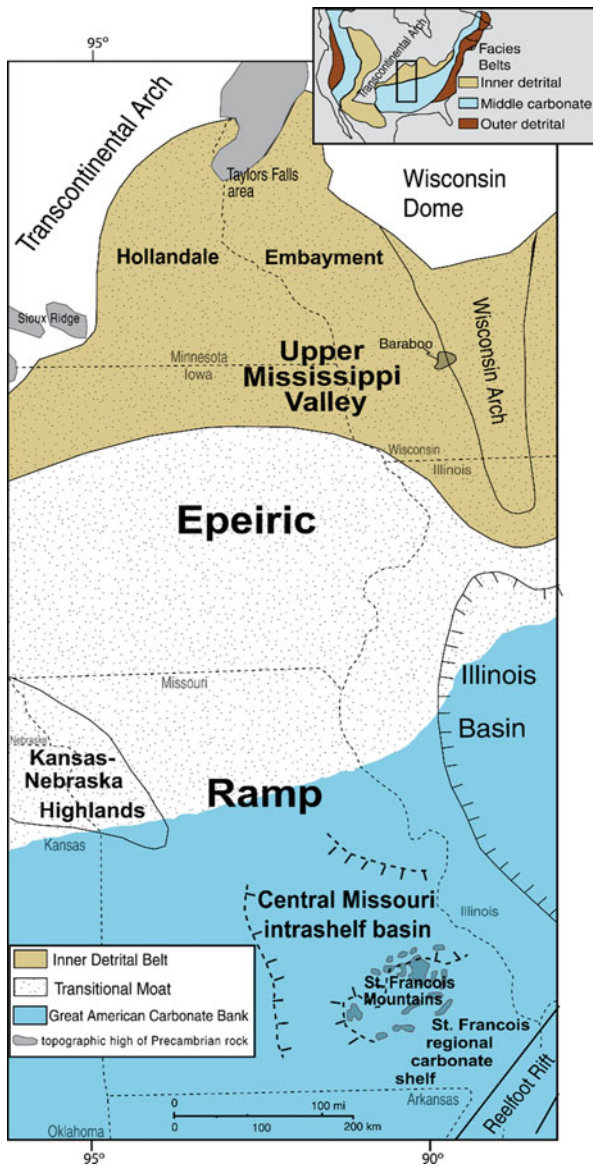 95°
Transcontinental Arch
Facies
Belts
Inner detrital
Middle carbonate
Outer detrital
Transcontinental Arch
Taylors Falls
area
Wisconsin
Dome
Hollandale
Embayment
Sioux Ridge
Wisconsin Arch
Baraboo
Minnesota
Iowa
Upper
Mississippi
Valley
Wisconsin
Illinois
Epeiric
Missouri
Illinois
Basin
Nebraska
Kansas-
Nebraska
Highlands
Ramp
Kansas
Central Missouri
intrashelf basin
Illinois
Inner Detrital Belt
Transitional Moat
Great American Carbonate Bank
topographic high of Precambrian rock
St. Francois
Mountains
St. Francois
regional
carbonate
shelf
Reelfoot Rift
Arkansas
0 100 mi
0 200 km
Oklahoma
95°
90°